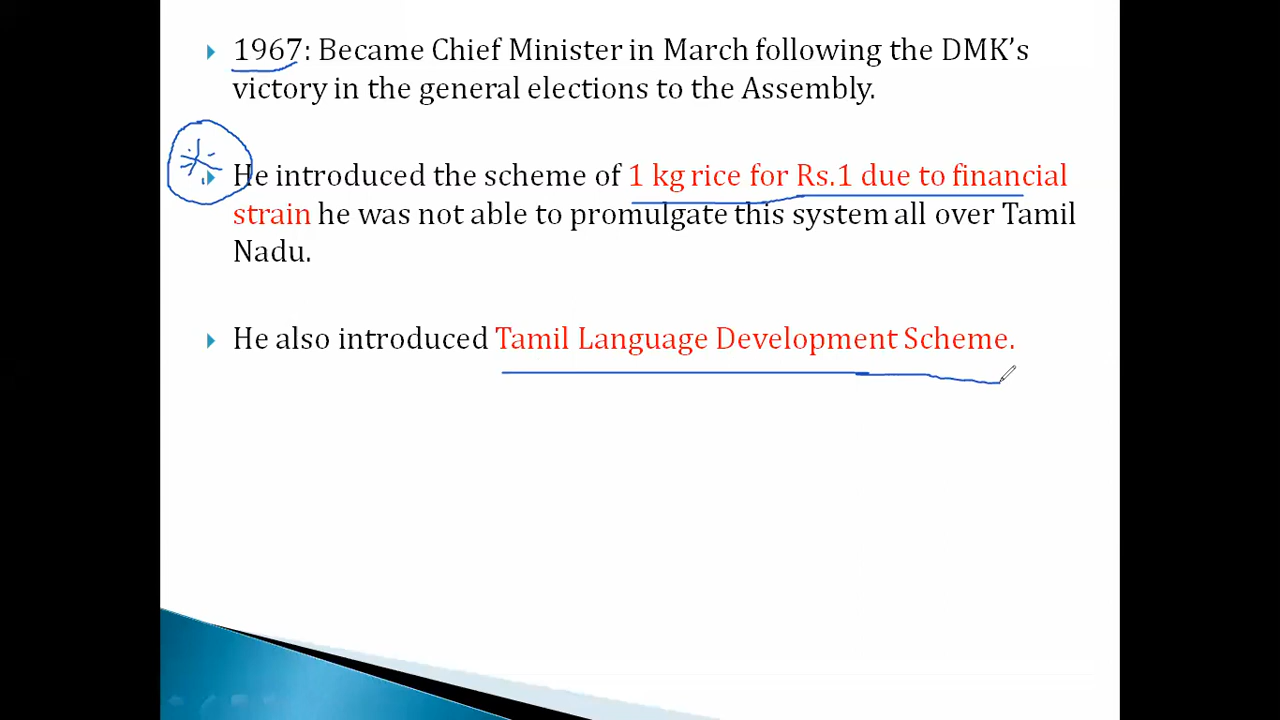 1967: Became Chief Minister in March following the DMK’s
victory in the general elections to the Assembly.
He introduced the scheme of 1 kg rice for Rs.1 due to financial
strain he was not able to promulgate this system all over Tamil
Nadu.
He also introduced Tamil Language Development Scheme.